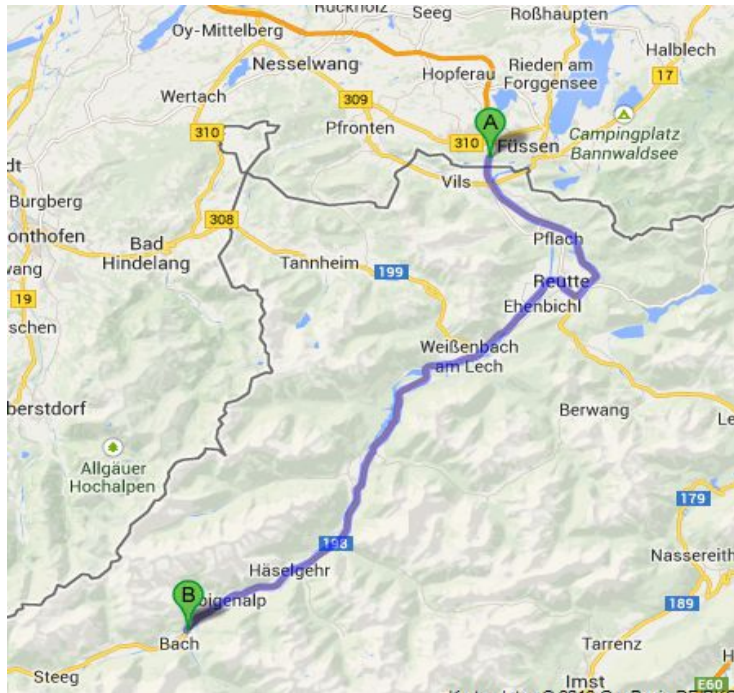 Rückholz
Seeg
Roßhaupten
Oy-Mittelberg
Nesselwang
Hopferau
Rieden am
Forggensee
Halblech
17
Wertach
309
310
Pfronten
310
A
Füssen
Campingplatz
Bannwaldsee
Vils
Burgberg
308
Bad
Hindelang
Tannheim
199
Pflach
Reutte
Ehenbichl
19
Weißenbach
am Lech
Berwang
Allgäuer
Hochalpen
179
198
Nassereith
Häselgehr
B
189
Bach
Tarrenz
Steeg
Imst
E60